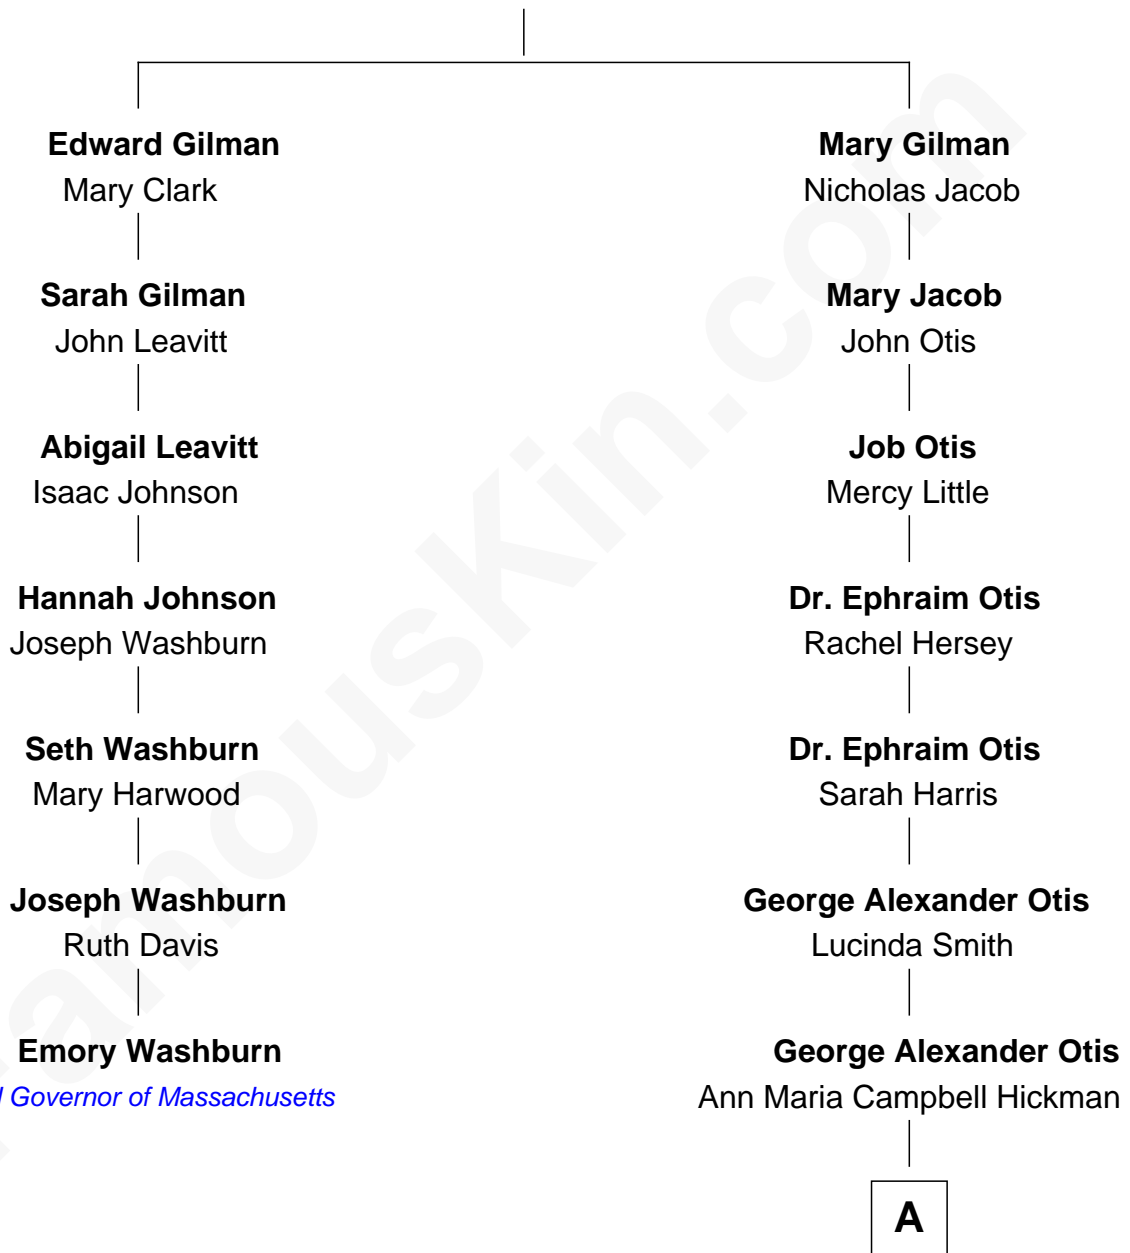 Edward Gilman
Mary Clark
Sarah Gilman
John Leavitt
Abigail Leavitt
Isaac Johnson
Hannah Johnson
Joseph Washburn
Seth Washburn
Mary Harwood
Joseph Washburn
Ruth Davis
Emory Washburn
Governor of Massachusetts
Mary Gilman
Nicholas Jacob
Mary Jacob
John Otis
Job Otis
Mercy Little
Dr. Ephraim Otis
Rachel Hersey
Dr. Ephraim Otis
Sarah Harris
George Alexander Otis
Lucinda Smith
George Alexander Otis
Ann Maria Campbell Hickman
A
FamousKin.com